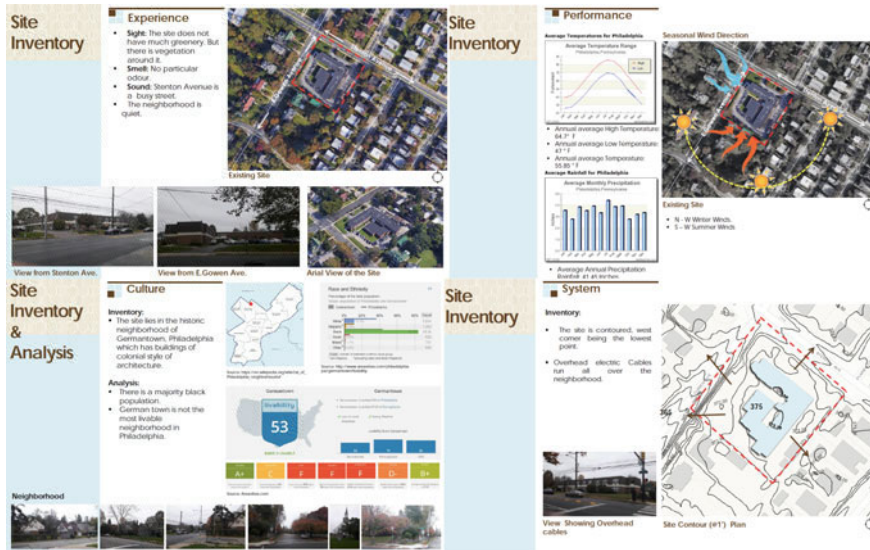 Site
Inventory
Experience
Sight: The site does not
have much greenery. But
there is vegetation
around it.
Smell: No particular
odour.
Sound: Stenton Avenue is
a busy street.
The neighborhood is
quiet.
Existing Site
View from Stenton Ave.
View from E.Gowen Ave.
Arial View of the Site
Site
Inventory
Performance
Average Temperatures for Philadelphia
Average Temperature Range
Philadelphia Pennsylvania
Annual average High Temperature:
64.7° F
Annual average Low Temperature:
47° F
Annual average Temperature:
55.85° F
Average Rainfall for Philadelphia
Average Monthly Precipitation
Philadelphia Pennsylvania
Average Annual Precipitation
Seasonal Wind Direction
Existing Site
N - W Winter Winds.
S – W Summer Winds
Site
Inventory
&
Analysis
Culture
Inventory:
The site lies in the historic
neighborhood of
Germantown, Philadelphia
which has buildings of
colonial style of
architecture.
Analysis:
There is a majority black
population.
German town is not the
most livable
neighborhood in
Philadelphia.
Race and Ethnicity
livability
53
A+ C F F F D- B+
Neighborhood
Site
Inventory
System
Inventory:
The site is contoured, west
corner being the lowest
point.
Overhead electric Cables
run all over the
neighborhood.
365
375
View Showing Overhead
cables
Site Contour (#1') Plan